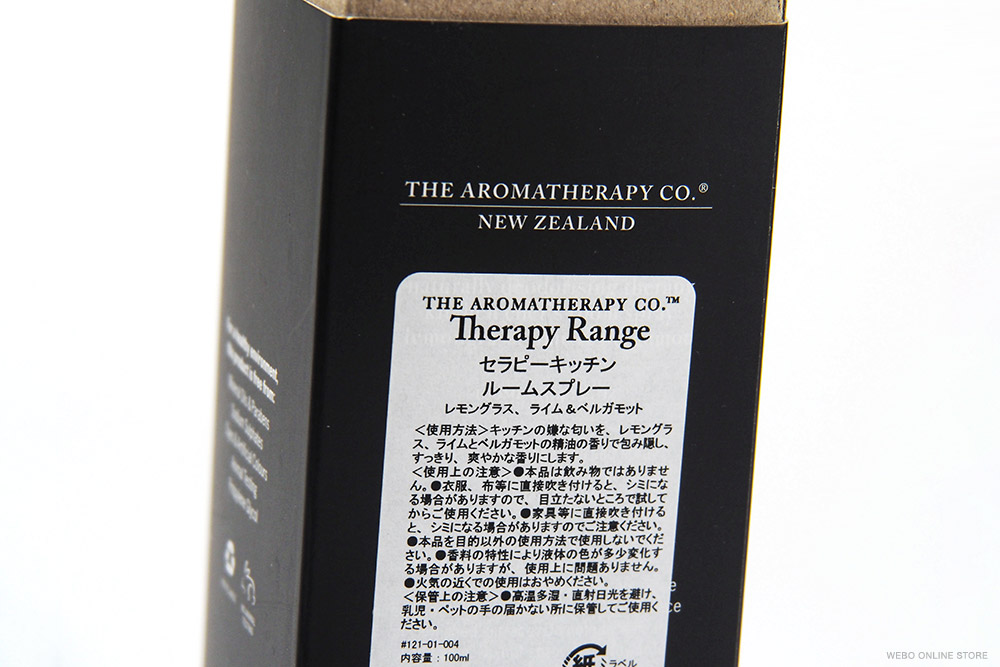 THE AROMATHERAPY CO.®
NEW ZEALAND
THE AROMATHERAPY CO.™
Therapy Range
セラピーキッチン
ルームスプレー
レモングラス、ライム&ベルガモット
<使用方法>キッチンの嫌な匂いを、レモングラ
ス、ライムとベルガモットの精油の香りで包み隠し、
すっきり、爽やかな香りにします。
<使用上の注意>●本品は飲み物ではありませ
ん。●衣服、布等に直接吹き付けると、シミにな
る場合がありますので、目立たないところで試して
からご使用ください。●家具等に直接吹き付ける
と、シミになる場合がありますのでご注意ください。
●本品を目的以外の使用方法で使用しないでくだ
さい。●香料の特性により液体の色が多少変化す
る場合がありますが、使用上に問題ありません。
●火気の近くでの使用はおやめください。
<保管上の注意>●高温多湿・直射日光を避け、
乳児・ペットの手の届かない所に保管してご使用く
ださい。
#121-01-004
内容量:100ml
紙 ラベル
environment,
product is free from:
WEBO ONLINE STORE